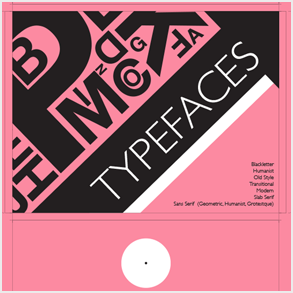 TYPEFACES
Blackletter
Humanist
Old Style
Transitional
Modern
Slab Serif
Sans Serif (Geometric, Humanist, Grotesque)